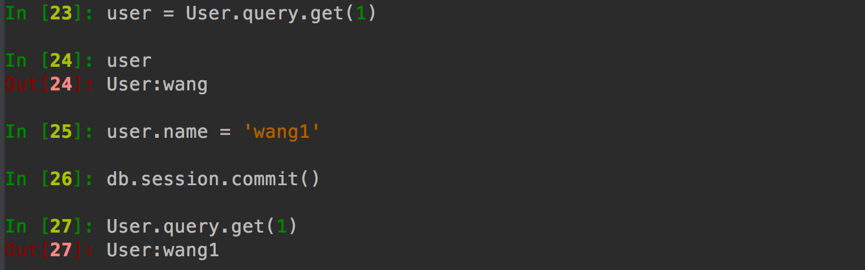 In [23]: user = User.query.get(1)
In [24]: user
Out[24]: User:wang
In [25]: user.name = 'wang1'
In [26]: db.session.commit()
In [27]: User.query.get(1)
Out[27]: User:wang1